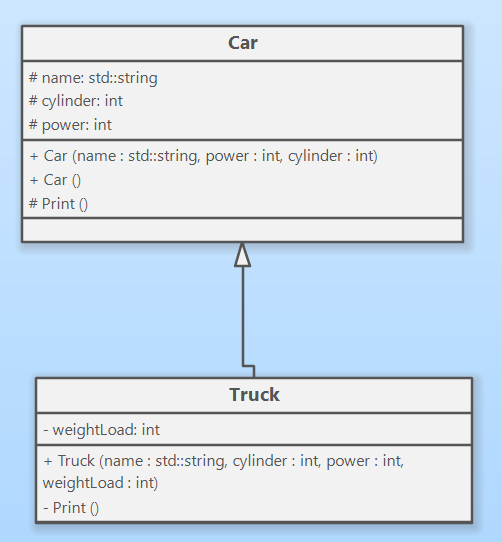 Car
# name: std::string
# cylinder: int
# power: int
+ Car (name : std::string, power : int, cylinder : int)
+ Car ()
# Print ()
Truck
- weightLoad: int
+ Truck (name : std::string, cylinder : int, power : int,
weightLoad : int)
- Print ()